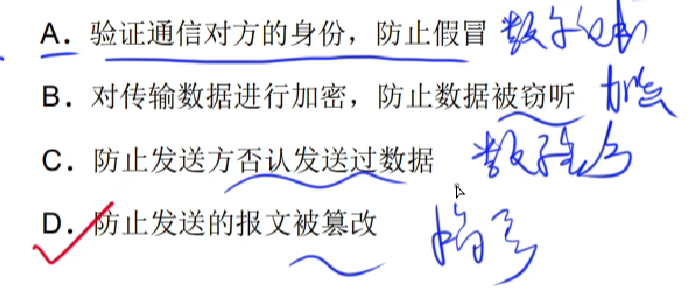 A. 验证通信对方的身份，防止假冒 数字证书
B. 对传输数据进行加密，防止数据被窃听 加密
C. 防止发送方否认发送过数据 数字签名
D. 防止发送的报文被篡改 摘要